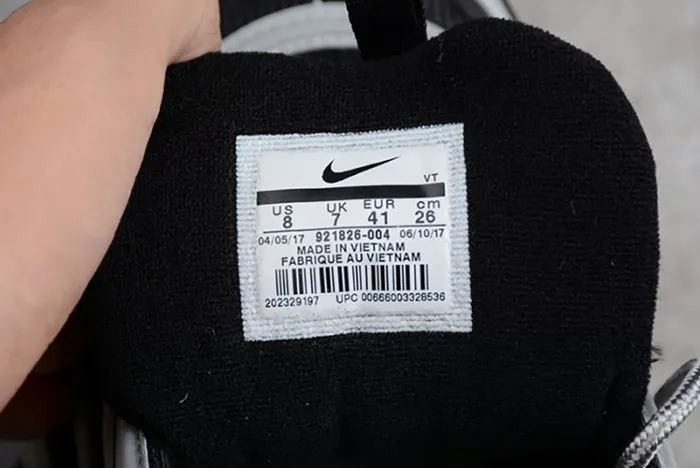 VT
US UK EUR cm
8 7 41 26
04/05/17 921826-004 06/10/17
MADE IN VIETNAM
FABRIQUE AU VIETNAM
202329197 UPC 00666003328536